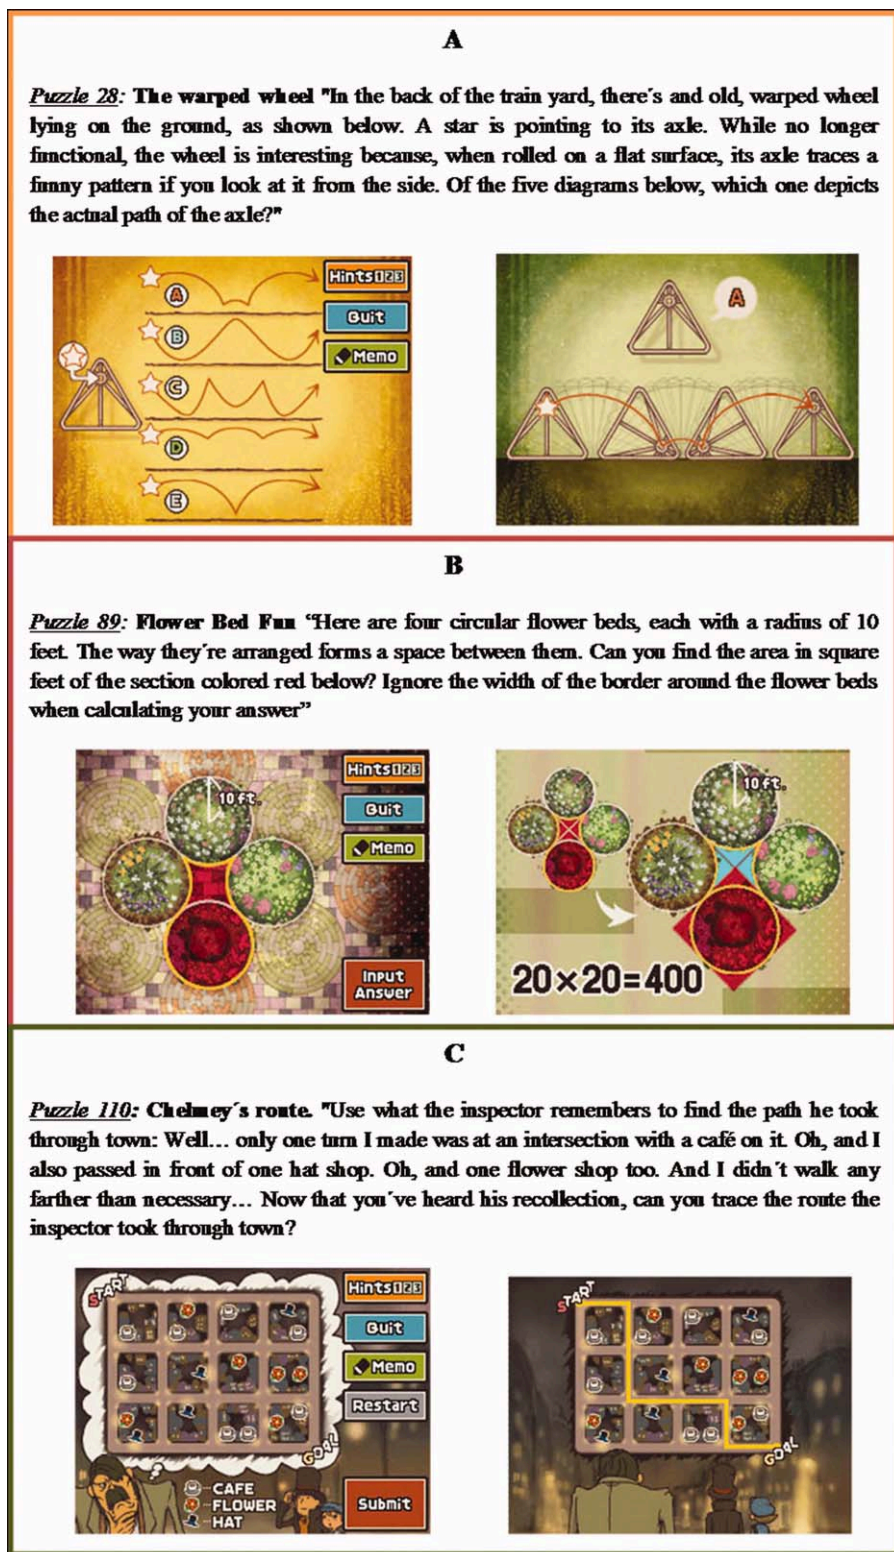 A
Puzzle 28: The warped wheel "In the back of the train yard, there´s and old, warped wheel
lying on the ground, as shown below. A star is pointing to its axle. While no longer
functional, the wheel is interesting because, when rolled on a flat surface, its axle traces a
funny pattern if you look at it from the side. Of the five diagrams below, which one depicts
the actual path of the axle?"
Hints 1 2 3
A
Quit
B
Memo
C
D
E
A
B
Puzzle 89: Flower Bed Fun “Here are four circular flower beds, each with a radius of 10
feet. The way they´re arranged forms a space between them. Can you find the area in square
feet of the section colored red below? Ignore the width of the border around the flower beds
when calculating your answer”
Hints 1 2 3
10 ft.
Quit
Memo
Input
Answer
10 ft.
20×20=400
C
Puzzle 110: Chelmey´s route. "Use what the inspector remembers to find the path he took
through town: Well… only one turn I made was at an intersection with a café on it. Oh, and I
also passed in front of one hat shop. Oh, and one flower shop too. And I didn´t walk any
farther than necessary… Now that you´ve heard his recollection, can you trace the route the
inspector took through town?
START
Hints 1 2 3
Quit
Memo
Restart
GOAL
CAFE
FLOWER
HAT
Submit
START
GOAL